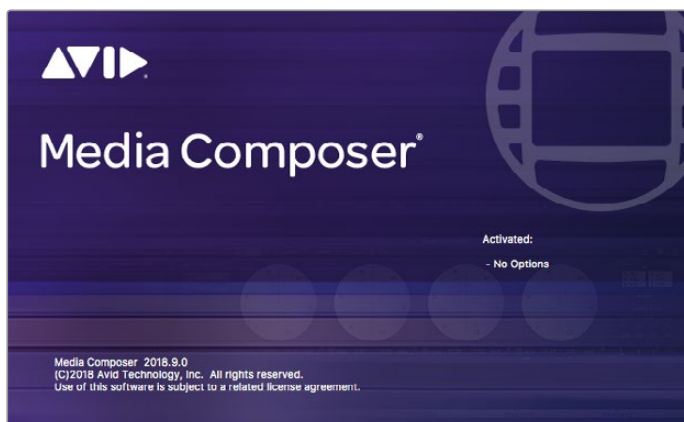 AVID®
Media Composer®
Activated:
- No Options
Media Composer 2018.9.0
(C)2018 Avid Technology, Inc. All rights reserved.
Use of this software is subject to a related license agreement.